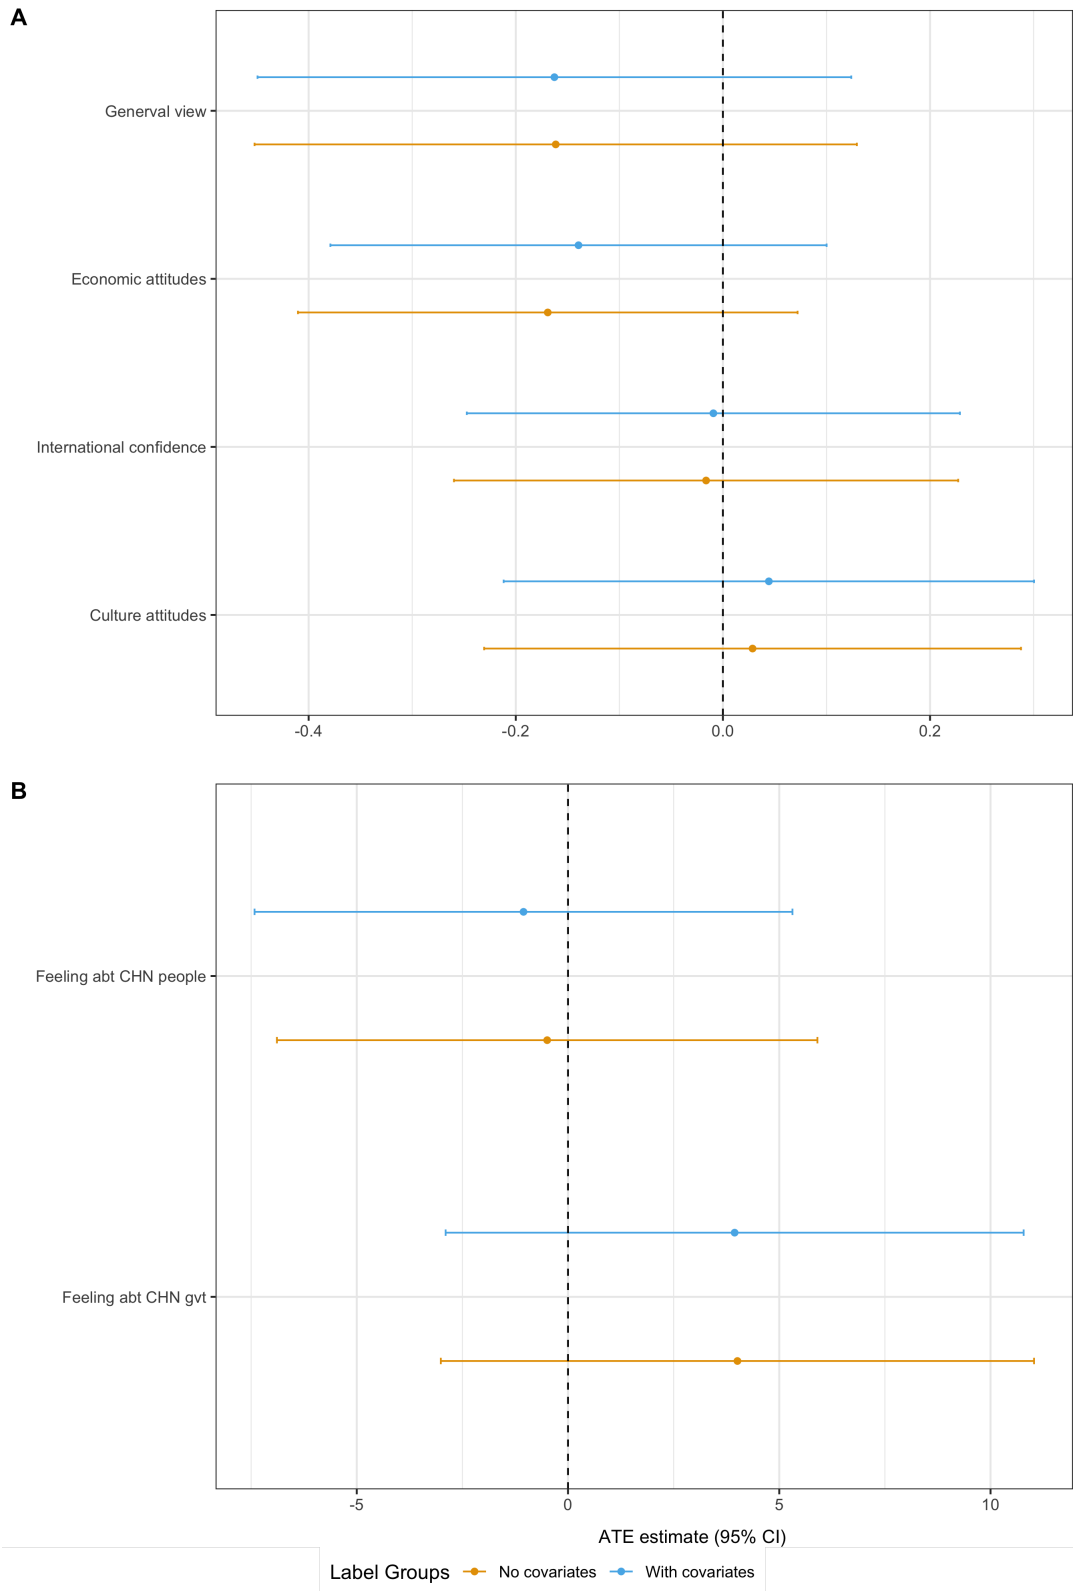 A
Generval view
Economic attitudes
International confidence
Culture attitudes
-0.4 -0.2 0.0 0.2
B
Feeling abt CHN people
Feeling abt CHN gvt
-5 0 5 10
ATE estimate (95% CI)
Label Groups No covariates With covariates